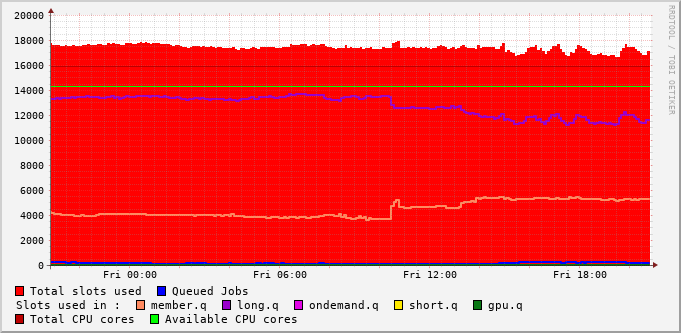 20000
18000
16000
14000
12000
10000
8000
6000
4000
2000
0
Fri 00:00 Fri 06:00 Fri 12:00 Fri 18:00
Total slots used Queued Jobs
Slots used in : member.q long.q ondemand.q short.q gpu.q
Total CPU cores Available CPU cores
RRDTOOL / TOBI OETIKER